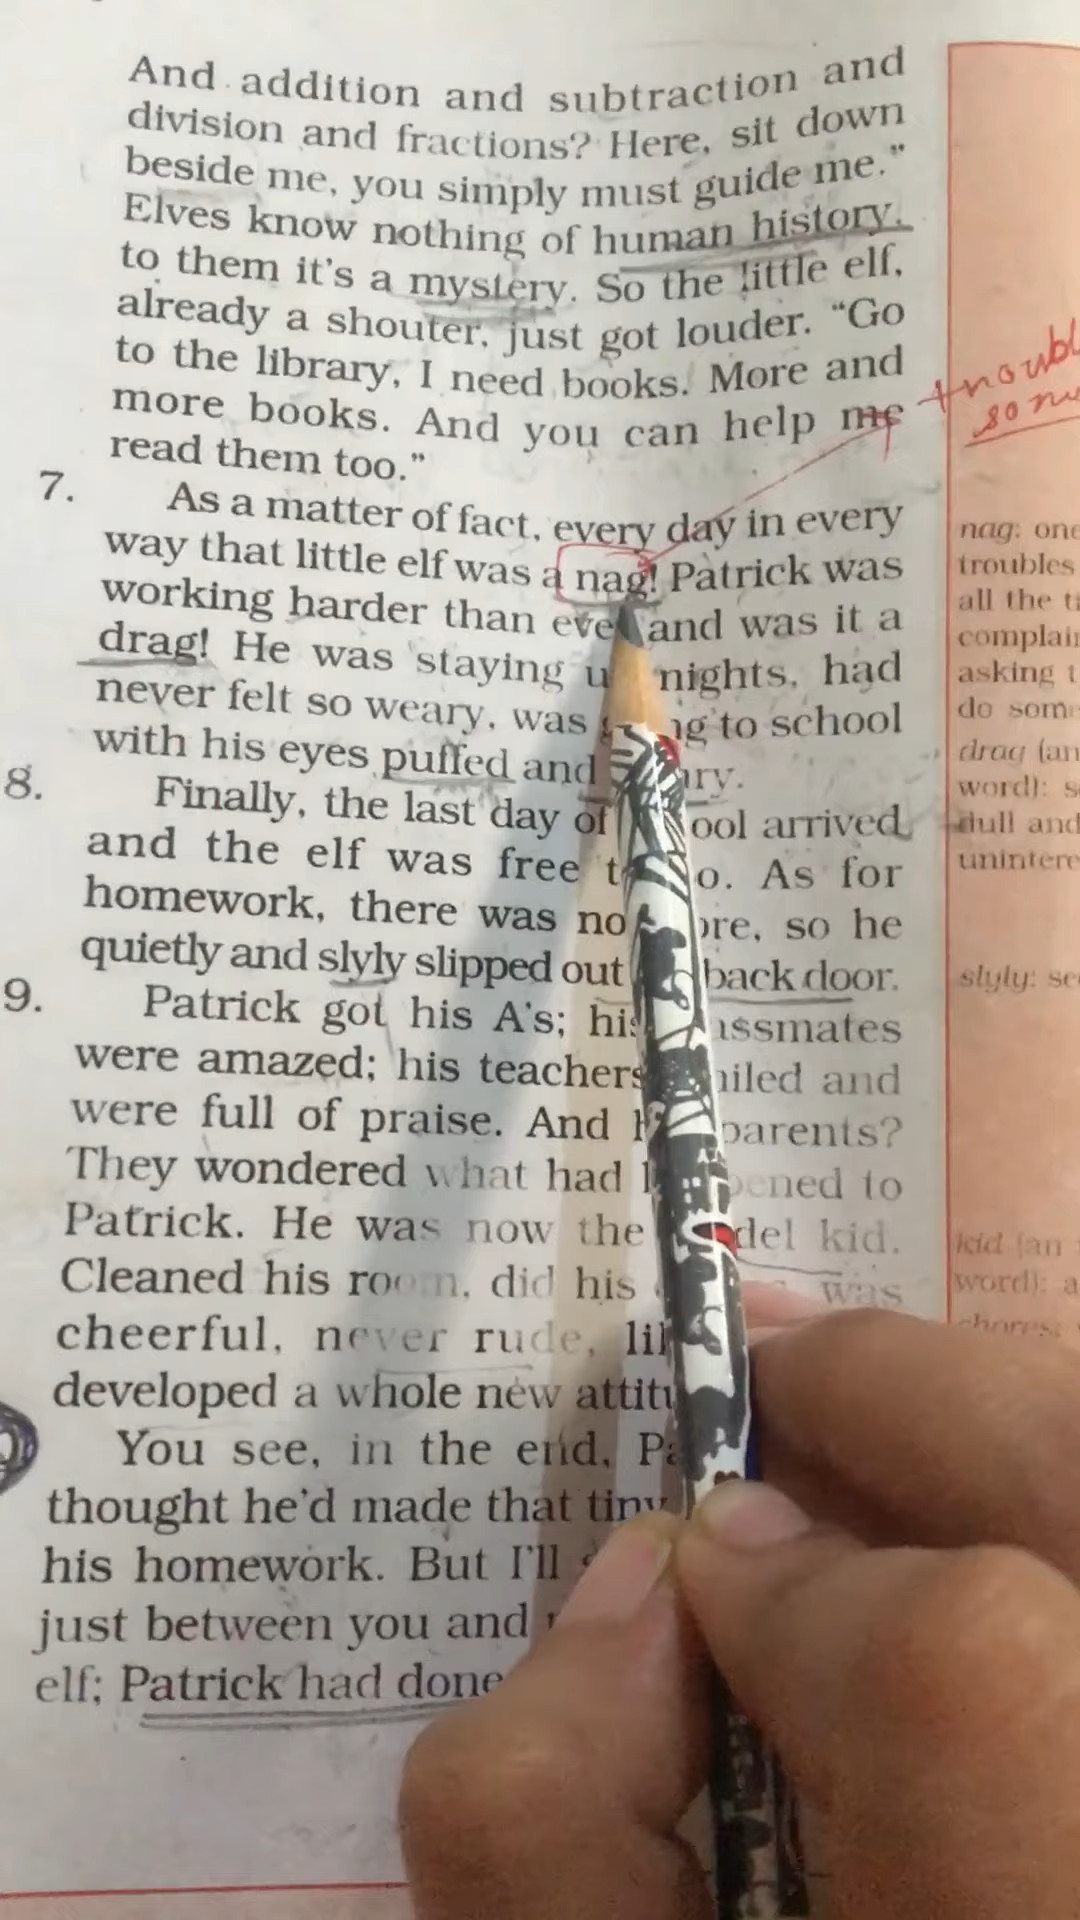 And addition and subtraction and
division and fractions? Here, sit down
beside me, you simply must guide me."
Elves know nothing of human history,
to them it's a mystery. So the little elf,
already a shouter, just got louder. "Go
to the library, I need books. More and
more books. And you can help me
read them too."
7. As a matter of fact, every day in every
way that little elf was a nag! Patrick was
working harder than and was it a
drag! He was staying nights, had
never felt so weary, was to school
with his eyes puffed and
8. Finally, the last day of arrived
and the elf was free As for
homework, there was no so he
quietly and slyly slipped out back door.
9. Patrick got his A's; his
were amazed; his teachers and
were full of praise. And parents?
They wondered what had to
Patrick. He was now the kid.
Cleaned his room, did his was
cheerful, never rude,
developed a whole new
You see, in the end,
thought he'd made that tiny
his homework. But I'll
just between you and
elf; Patrick had done
nag: one
troubles
all the
complain
asking
do
drag (an
word):
dull and
slyly:
kid (an
word): a
chores: